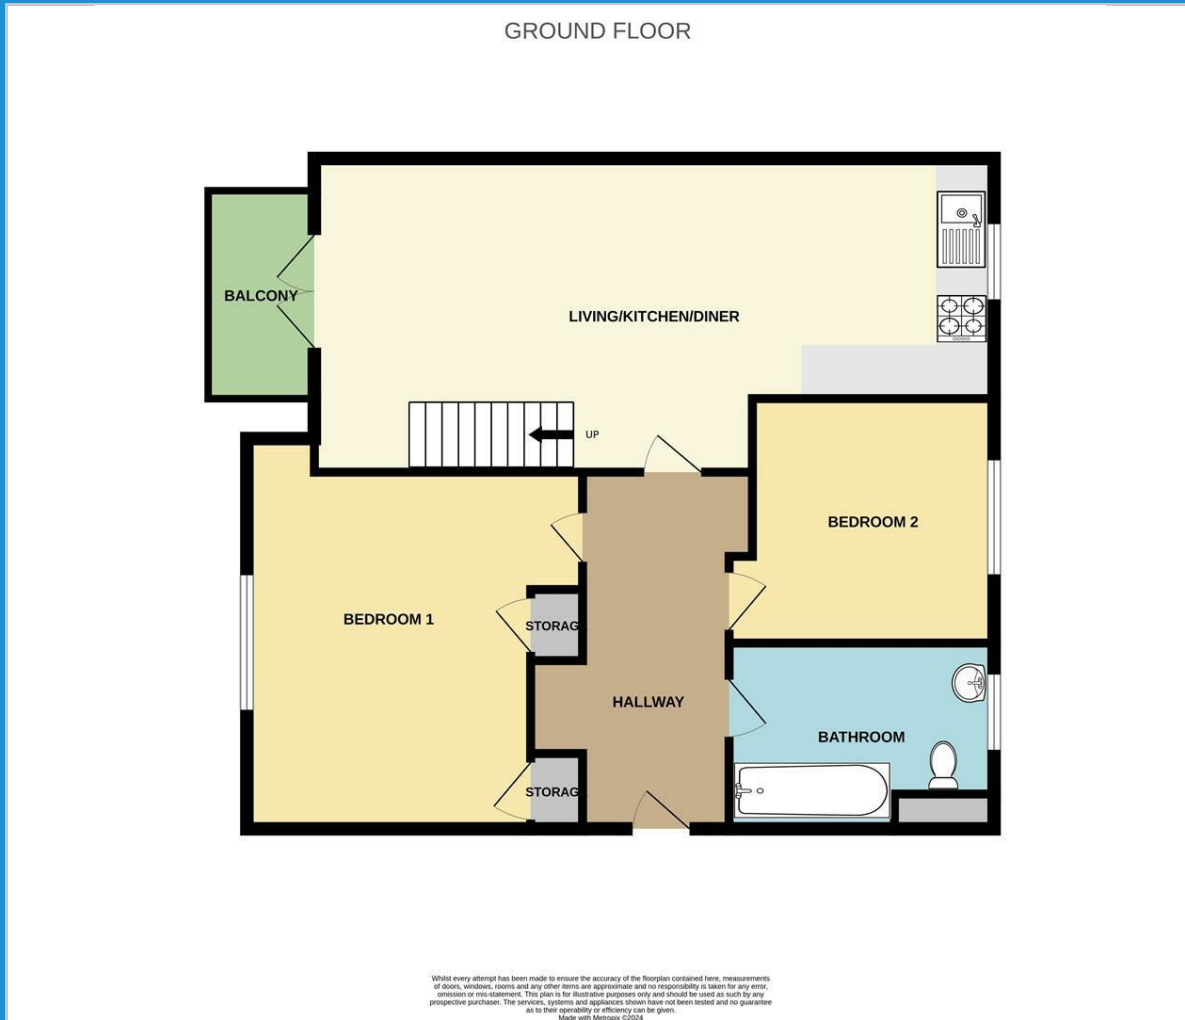 GROUND FLOOR
BALCONY
LIVING/KITCHEN/DINER
UP
BEDROOM 2
BEDROOM 1
STORAG
HALLWAY
BATHROOM
STORAG
Whilst every attempt has been made to ensure the accuracy of the floorplan contained here, measurements
of doors, windows, rooms and any other items are approximate and no responsibility is taken for any error,
omission or mis-statement. This plan is for illustrative purposes only and should be used as such by any
prospective purchaser. The services, systems and appliances shown have not been tested and no guarantee
as to their operability or efficiency can be given.
Made with Metropix ©2024